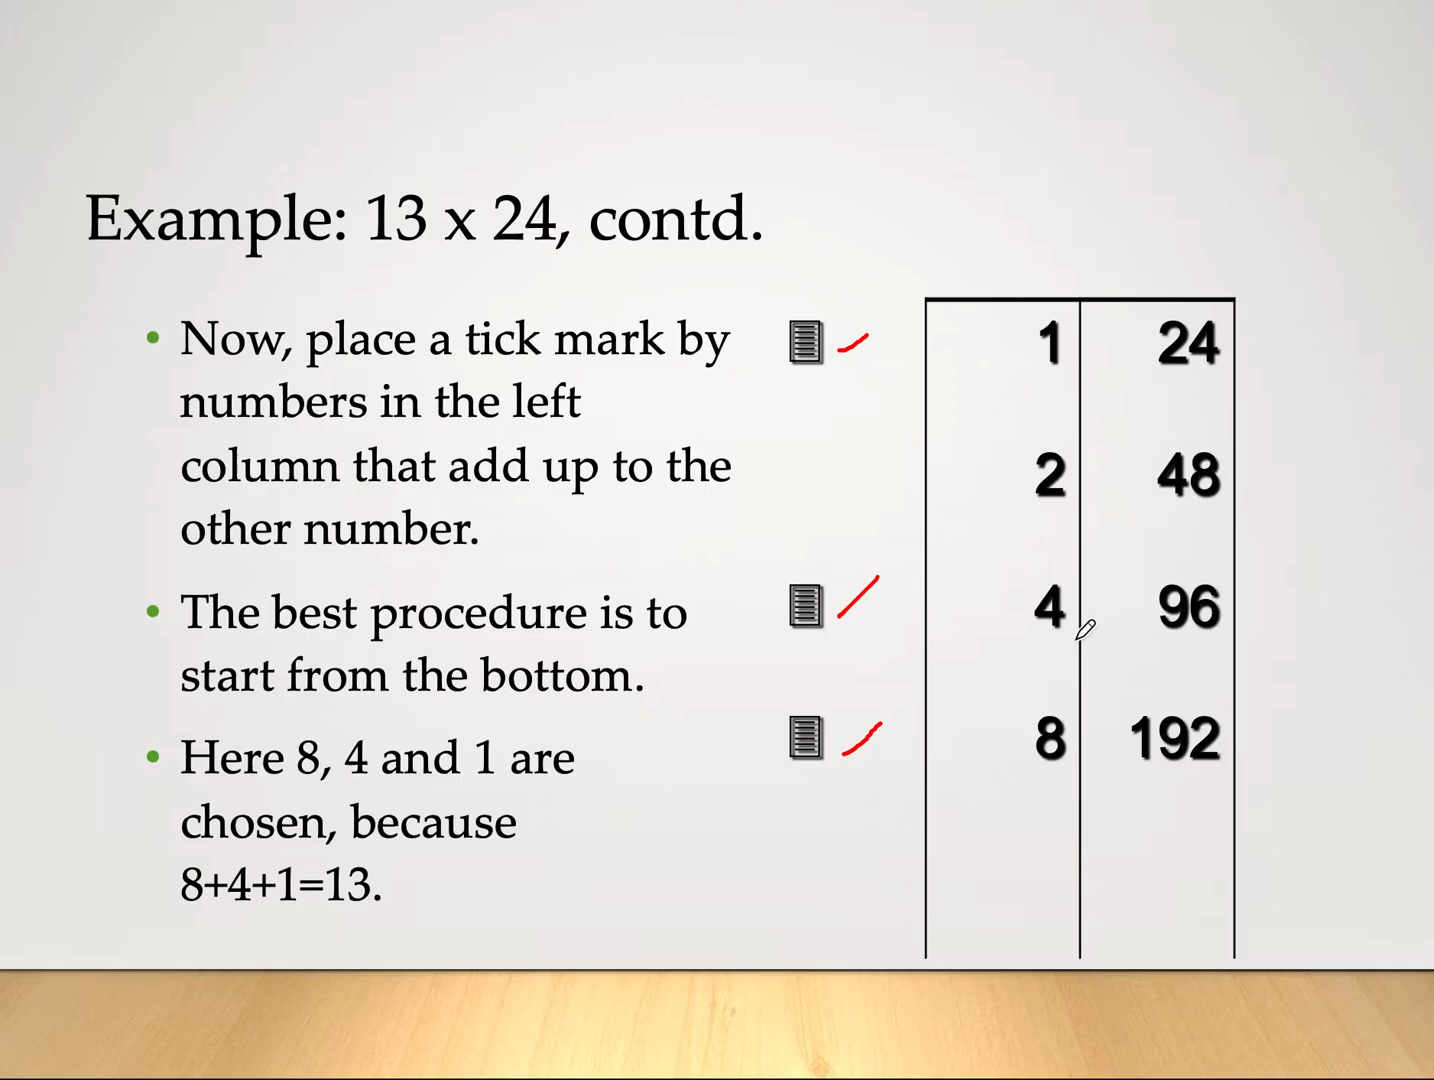 Example: 13 x 24, contd.
• Now, place a tick mark by
numbers in the left
column that add up to the
other number.
• The best procedure is to
start from the bottom.
• Here 8, 4 and 1 are
chosen, because
8+4+1=13.
1 24
2 48
4 96
8 192